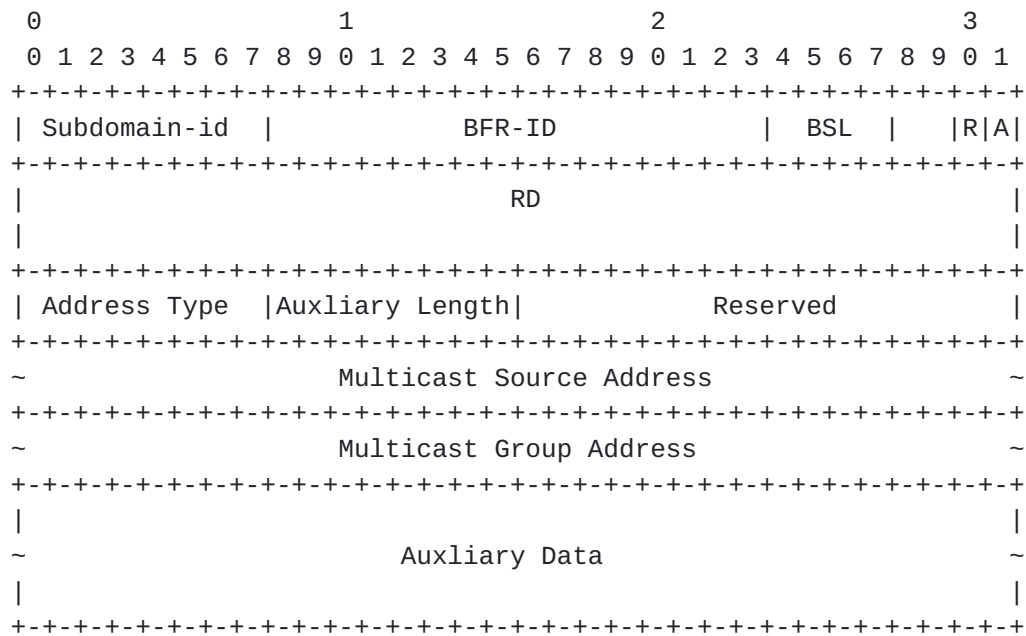 0                   1                   2                   3
 0 1 2 3 4 5 6 7 8 9 0 1 2 3 4 5 6 7 8 9 0 1 2 3 4 5 6 7 8 9 0 1
+-+-+-+-+-+-+-+-+-+-+-+-+-+-+-+-+-+-+-+-+-+-+-+-+-+-+-+-+-+-+-+-+
| Subdomain-id  |            BFR-ID             |  BSL  |   |R|A|
+-+-+-+-+-+-+-+-+-+-+-+-+-+-+-+-+-+-+-+-+-+-+-+-+-+-+-+-+-+-+-+-+
|                               RD                              |
|                                                               |
+-+-+-+-+-+-+-+-+-+-+-+-+-+-+-+-+-+-+-+-+-+-+-+-+-+-+-+-+-+-+-+-+
| Address Type  |Auxliary Length|            Reserved           |
+-+-+-+-+-+-+-+-+-+-+-+-+-+-+-+-+-+-+-+-+-+-+-+-+-+-+-+-+-+-+-+-+
~                    Multicast Source Address                   ~
+-+-+-+-+-+-+-+-+-+-+-+-+-+-+-+-+-+-+-+-+-+-+-+-+-+-+-+-+-+-+-+-+
~                    Multicast Group Address                    ~
+-+-+-+-+-+-+-+-+-+-+-+-+-+-+-+-+-+-+-+-+-+-+-+-+-+-+-+-+-+-+-+-+
|                                                               |
~                        Auxliary Data                          ~
|                                                               |
+-+-+-+-+-+-+-+-+-+-+-+-+-+-+-+-+-+-+-+-+-+-+-+-+-+-+-+-+-+-+-+-+